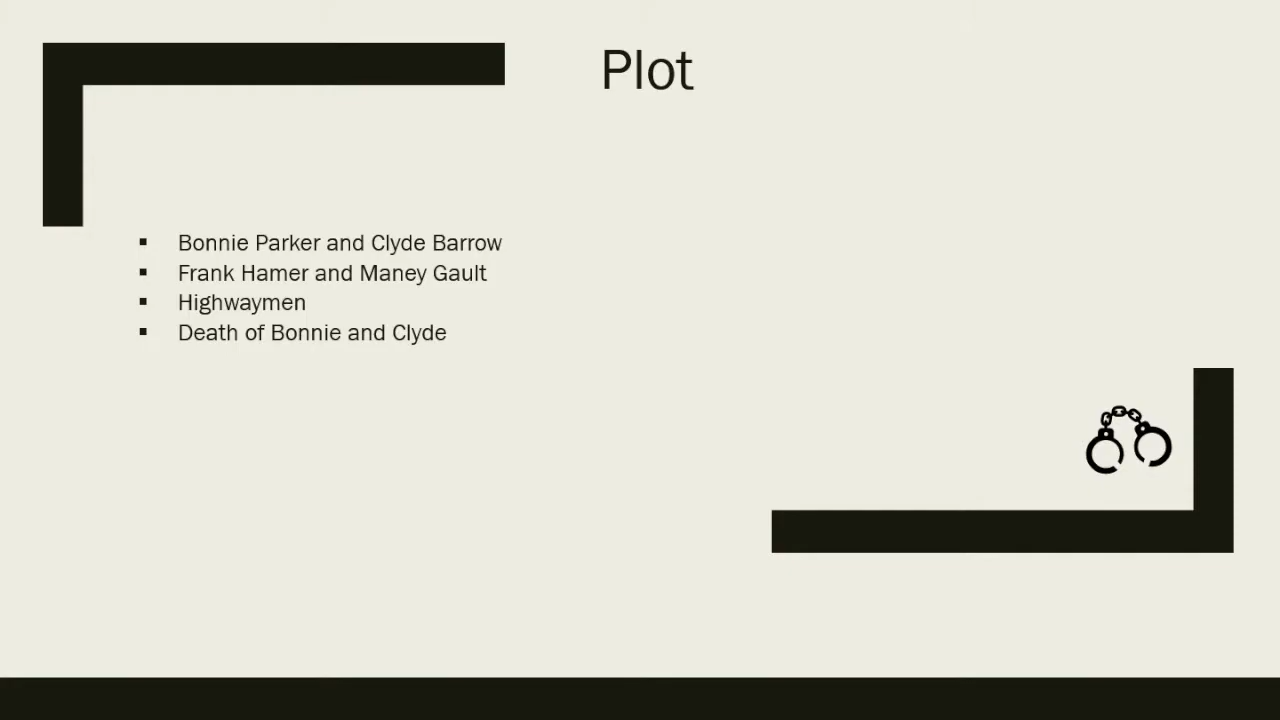 Plot
▪ Bonnie Parker and Clyde Barrow
▪ Frank Hamer and Maney Gault
▪ Highwaymen
▪ Death of Bonnie and Clyde